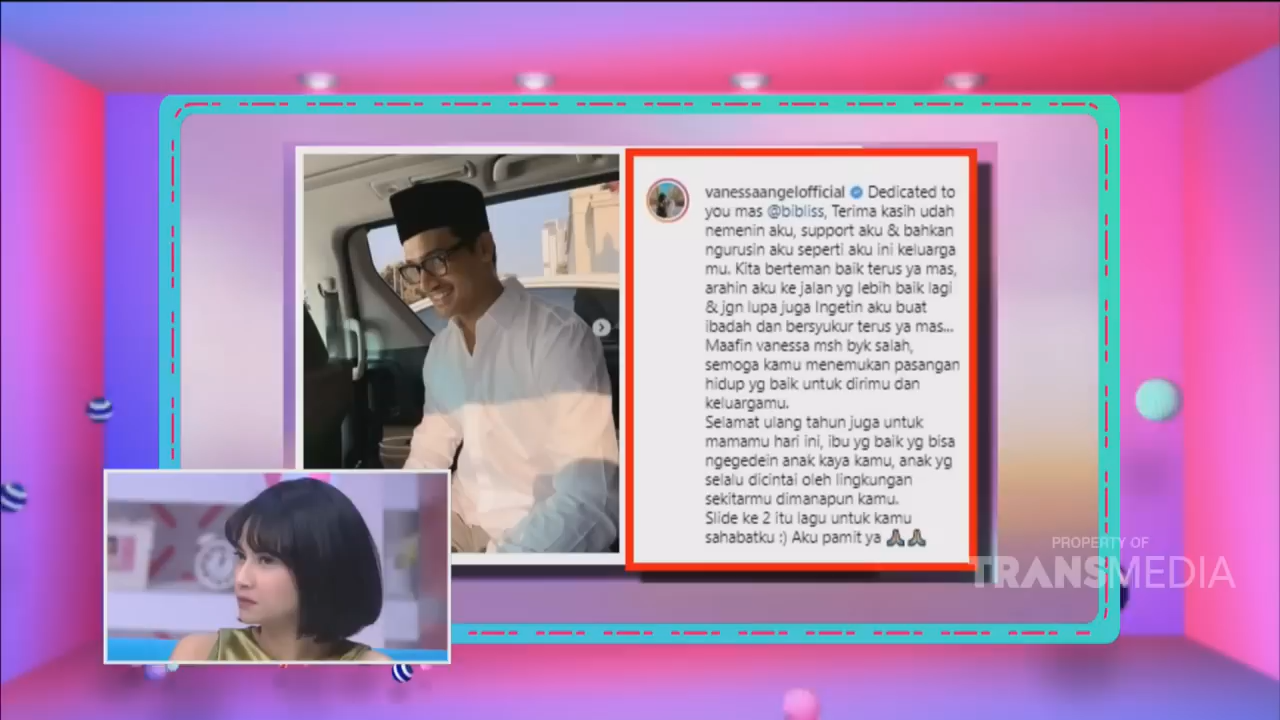 vanessaangelofficial Dedicated to
you mas @bibliss, Terima kasih udah
nemenin aku, support aku & bahkan
ngurusin aku seperti aku ini keluarga
mu. Kita berteman baik terus ya mas,
arahin aku ke jalan yg lebih baik lagi
& jgn lupa juga Ingetin aku buat
ibadah dan bersyukur terus ya mas...
Maafin vanessa msh byk salah,
semoga kamu menemukan pasangan
hidup yg baik untuk dirimu dan
keluargamu.
Selamat ulang tahun juga untuk
mamamu hari ini, ibu yg baik yg bisa
ngegedein anak kaya kamu, anak yg
selalu dicintai oleh lingkungan
sekitarmu dimanapun kamu.
Slide ke 2 itu lagu untuk kamu
sahabatku :) Aku pamit ya 🙏🙏
PROPERTY OF
TRANSMEDIA